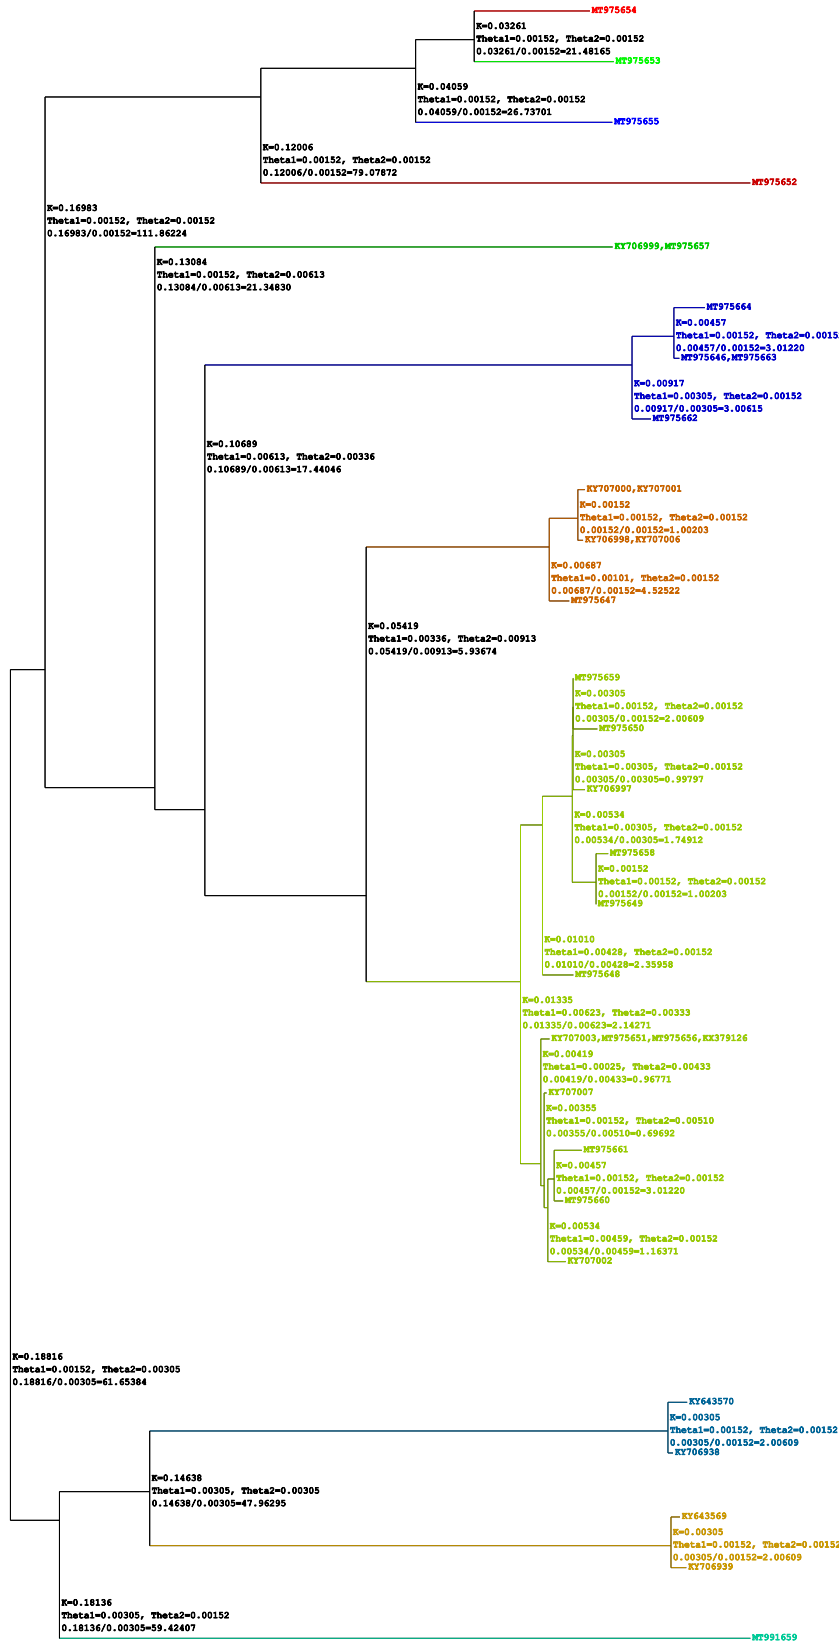 MT975654
K=0.03261
Theta1=0.00152, Theta2=0.00152
0.03261/0.00152=21.48165
MT975653
K=0.04059
Theta1=0.00152, Theta2=0.00152
0.04059/0.00152=26.73701
MT975655
K=0.12006
Theta1=0.00152, Theta2=0.00152
0.12006/0.00152=79.07872
MT975652
K=0.16983
Theta1=0.00152, Theta2=0.00152
0.16983/0.00152=111.86224
KY706999,MT975657
K=0.13084
Theta1=0.00152, Theta2=0.00613
0.13084/0.00613=21.34830
MT975664
K=0.00457
Theta1=0.00152, Theta2=0.0015
0.00457/0.00152=3.01220
MT975646,MT975663
K=0.00917
Theta1=0.00305, Theta2=0.00152
0.00917/0.00305=3.00615
MT975662
K=0.10689
Theta1=0.00613, Theta2=0.00336
0.10689/0.00613=17.44046
KY707000,KY707001
K=0.00152
Theta1=0.00152, Theta2=0.00152
0.00152/0.00152=1.00203
KY706998,KY707006
K=0.00687
Theta1=0.00101, Theta2=0.00152
0.00687/0.00152=4.52522
MT975647
K=0.05419
Theta1=0.00336, Theta2=0.00913
0.05419/0.00913=5.93674
MT975659
K=0.00305
Theta1=0.00152, Theta2=0.00152
0.00305/0.00152=2.00609
MT975650
K=0.00305
Theta1=0.00305, Theta2=0.00152
0.00305/0.00305=0.99797
KY706997
K=0.00534
Theta1=0.00305, Theta2=0.00152
0.00534/0.00305=1.74912
MT975658
K=0.00152
Theta1=0.00152, Theta2=0.00152
0.00152/0.00152=1.00203
MT975649
K=0.01010
Theta1=0.00428, Theta2=0.00152
0.01010/0.00428=2.35958
MT975648
K=0.01335
Theta1=0.00623, Theta2=0.00333
0.01335/0.00623=2.14271
KY707003,MT975651,MT975656,KX379126
K=0.00419
Theta1=0.00025, Theta2=0.00433
0.00419/0.00433=0.96771
KY707007
K=0.00355
Theta1=0.00152, Theta2=0.00510
0.00355/0.00510=0.69692
MT975661
K=0.00457
Theta1=0.00152, Theta2=0.00152
0.00457/0.00152=3.01220
MT975660
K=0.00534
Theta1=0.00459, Theta2=0.00152
0.00534/0.00459=1.16371
KY707002
K=0.18816
Theta1=0.00152, Theta2=0.00305
0.18816/0.00305=61.65384
KY643570
K=0.00305
Theta1=0.00152, Theta2=0.00152
0.00305/0.00152=2.00609
KY706938
K=0.14638
Theta1=0.00305, Theta2=0.00305
0.14638/0.00305=47.96295
KY643569
K=0.00305
Theta1=0.00152, Theta2=0.00152
0.00305/0.00152=2.00609
KY706939
K=0.18136
Theta1=0.00305, Theta2=0.00152
0.18136/0.00305=59.42407
MT991659